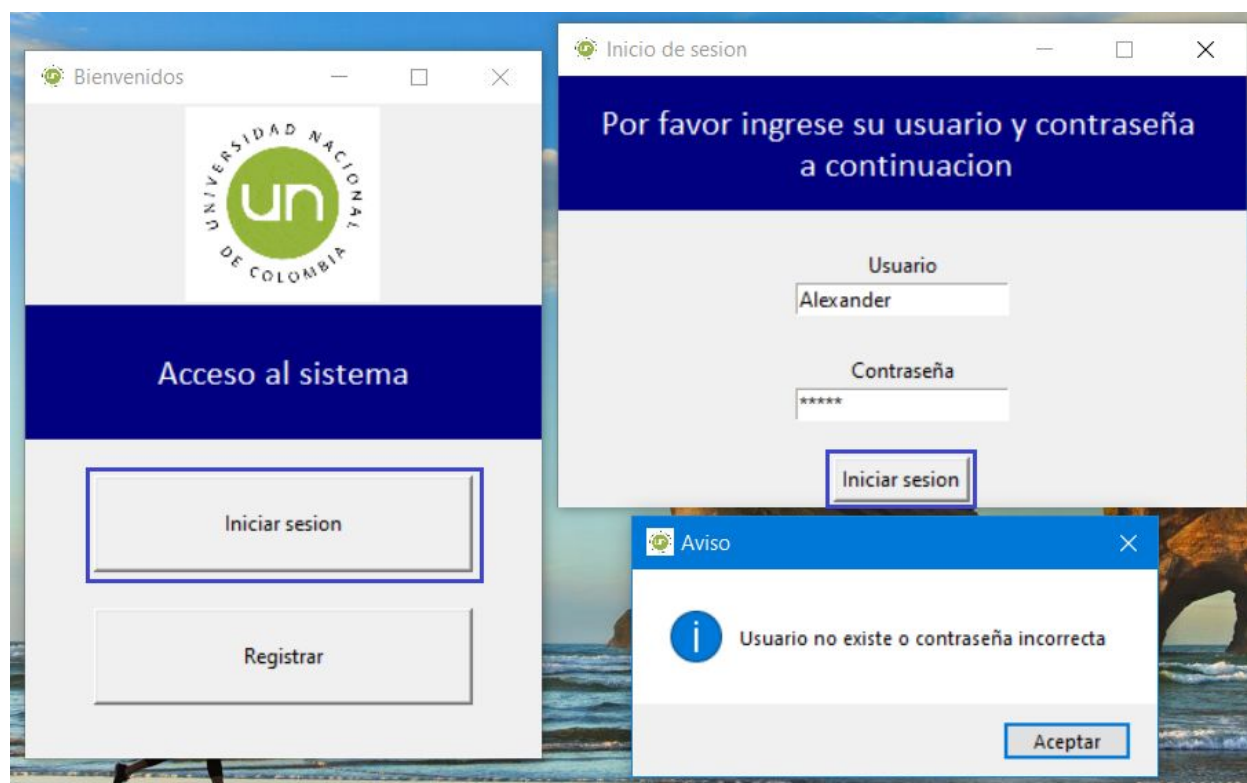 Bienvenidos
UNIVERSIDAD NACIONAL
DE COLOMBIA
un
Acceso al sistema
Iniciar sesion
Registrar
Inicio de sesion
Por favor ingrese su usuario y contraseña
a continuacion
Usuario
Alexander
Contraseña
*****
Iniciar sesion
Aviso
Usuario no existe o contraseña incorrecta
Aceptar